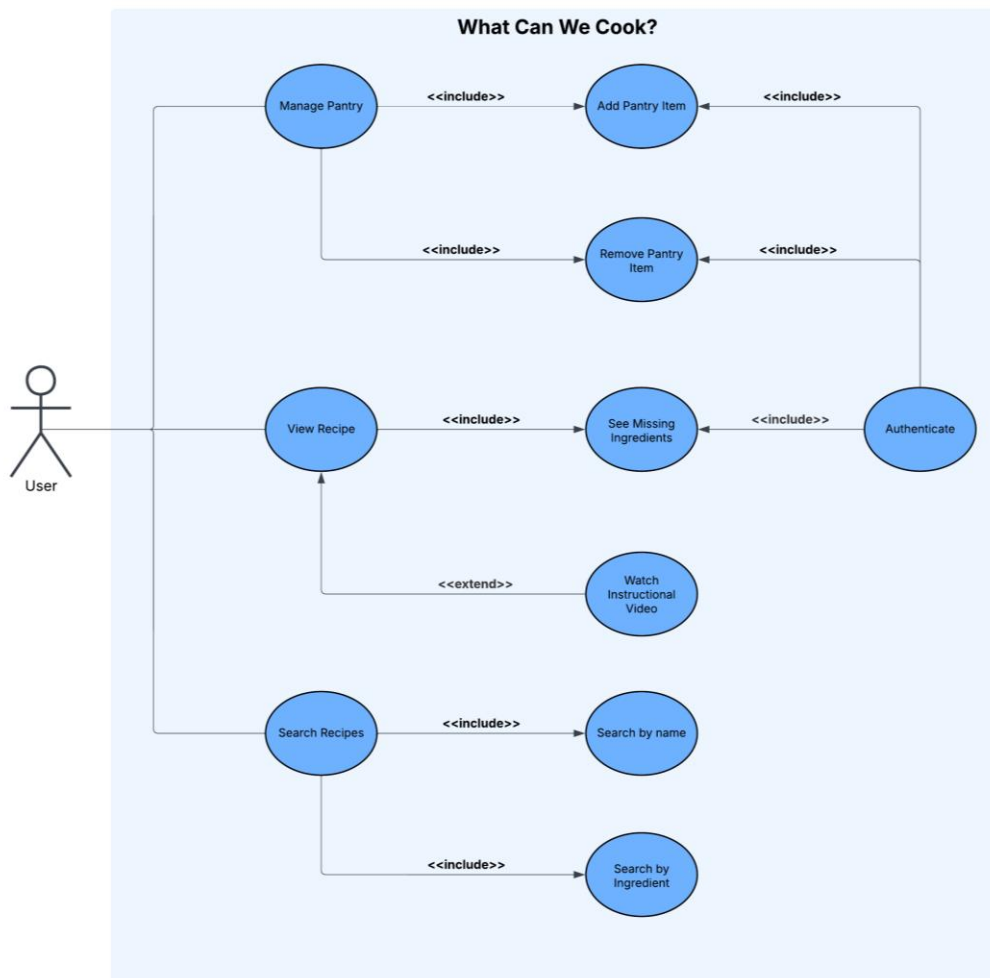 What Can We Cook?
Manage Pantry
<<include>>
Add Pantry Item
<<include>>
<<include>>
Remove Pantry
Item
<<include>>
User
View Recipe
<<include>>
See Missing
Ingredients
<<include>>
Authenticate
<<extend>>
Watch
Instructional
Video
Search Recipes
<<include>>
Search by name
<<include>>
Search by
Ingredient